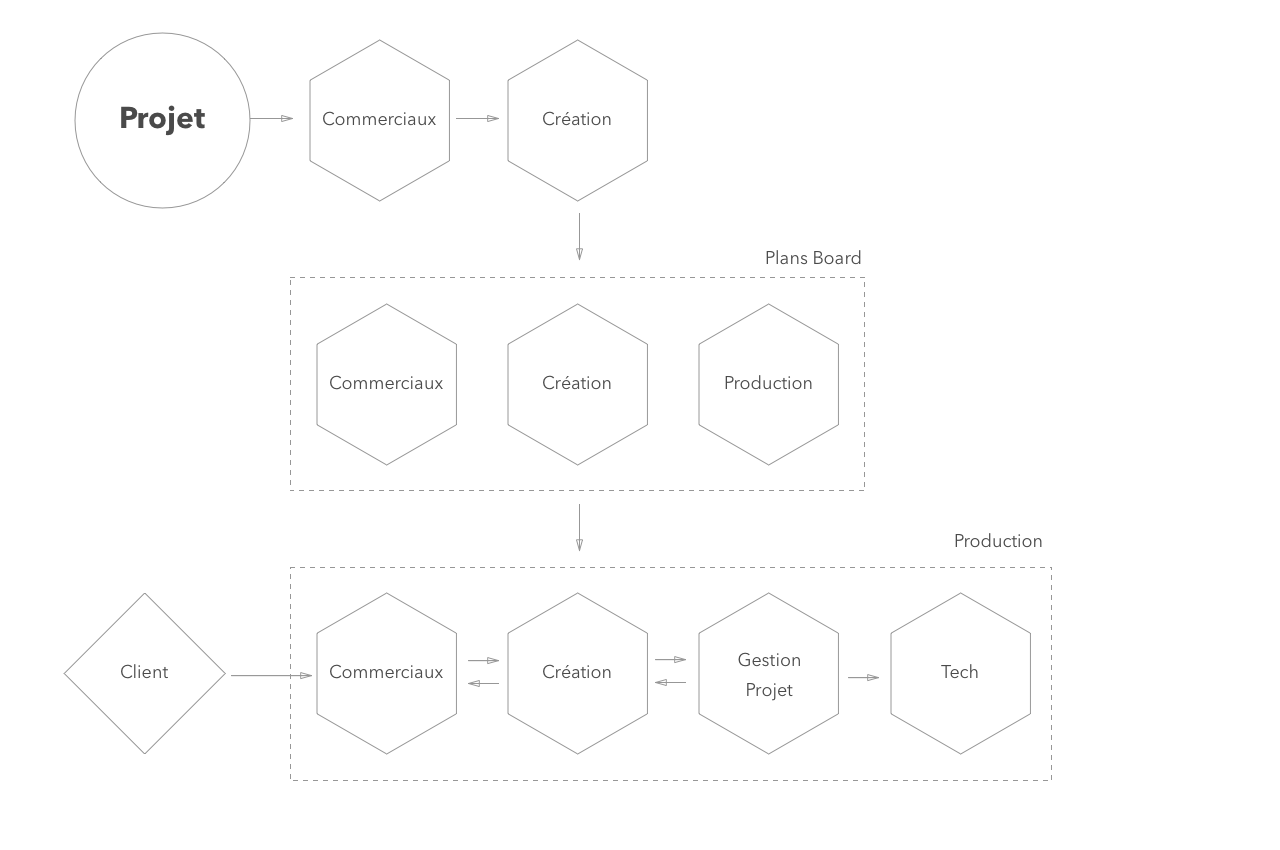 Projet
Commerciaux
Création
Plans Board
Commerciaux
Création
Production
Production
Client
Commerciaux
Création
Gestion
Projet
Tech